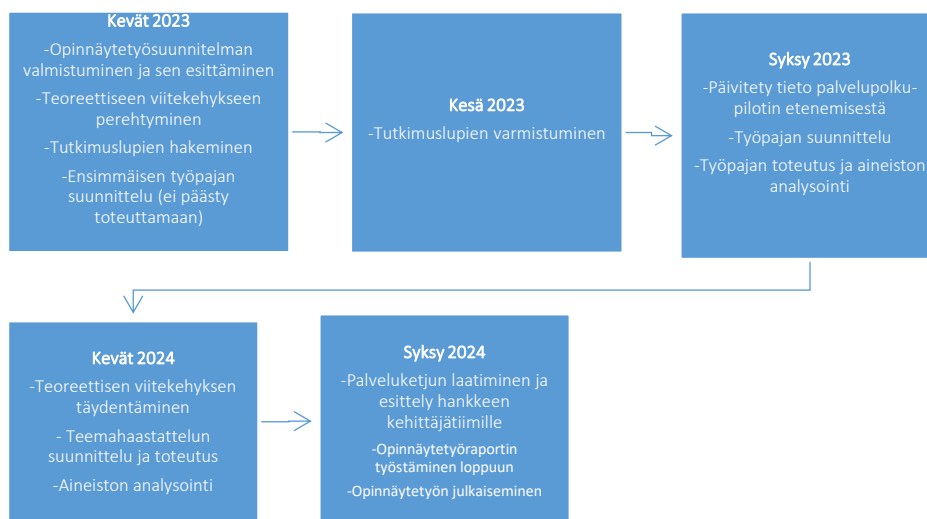 Kevät 2023
-Opinnäytetyösuunnitelman
valmistuminen ja sen esittäminen
-Teoreettiseen viitekehykseen
perehtyminen
-Tutkimuslupien hakeminen
-Ensimmäisen työpajan
suunnittelu (ei päästy
toteuttamaan)
Kesä 2023
-Tutkimuslupien varmistuminen
Syksy 2023
-Päivitety tieto palvelupolku-
pilotin etenemisestä
-Työpajan suunnittelu
-Työpajan toteutus ja aineiston
analysointi
Kevät 2024
-Teoreettisen viitekehyksen
täydentäminen
- Teemahaastattelun
suunnittelu ja toteutus
-Aineiston analysointi
Syksy 2024
-Palveluketjun laatiminen ja
esittely hankkeen
kehittäjätiimille
-Opinnäytetyöraportin
työstäminen loppuun
-Opinnäytetyön julkaiseminen